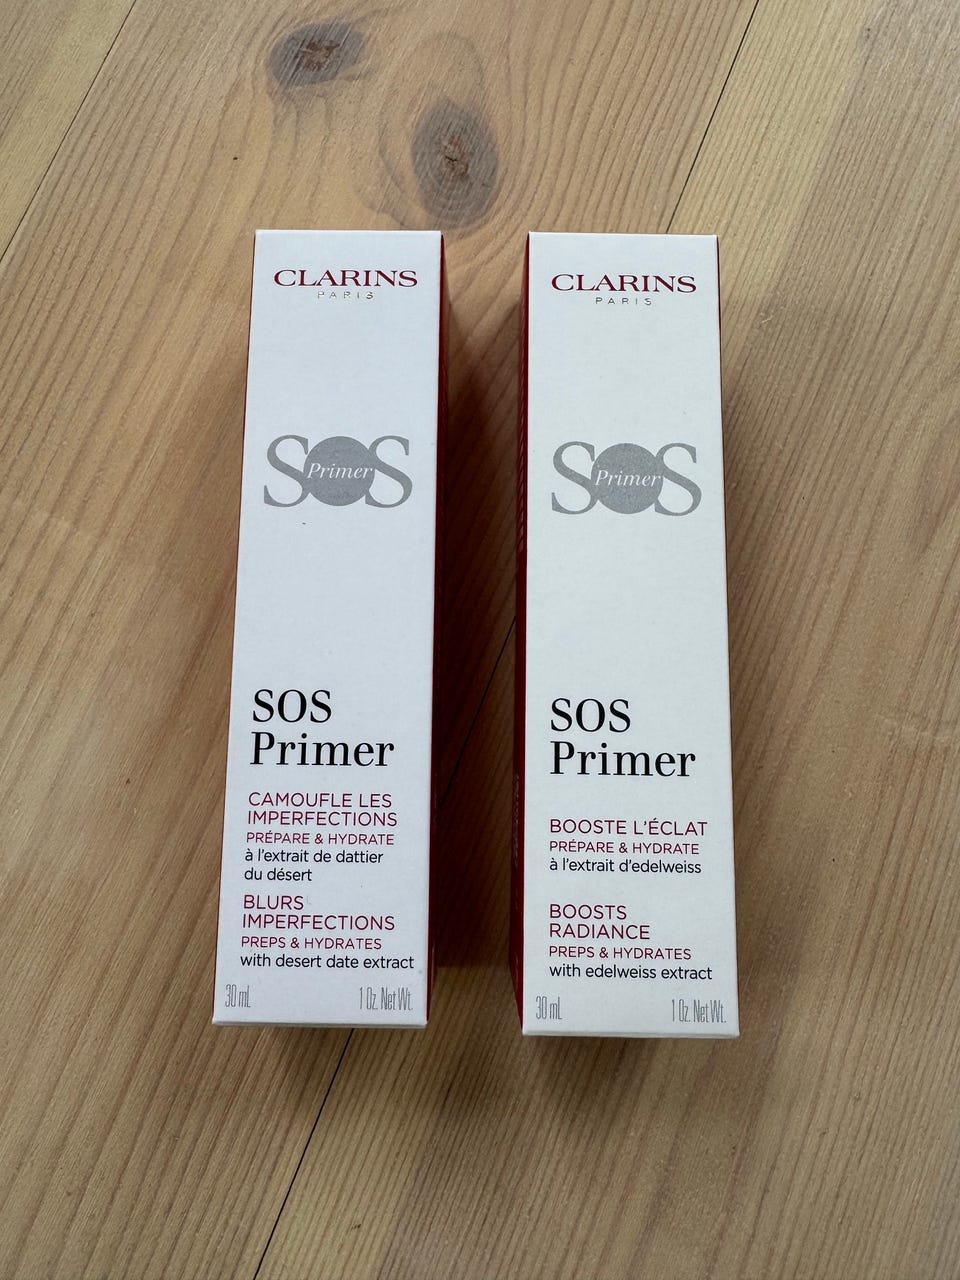 CLARINS
PARIS
SOS
Primer
SOS
Primer
CAMOUFLE LES
IMPERFECTIONS
PRÉPARE & HYDRATE
à l'extrait de dattier
du désert
BLURS
IMPERFECTIONS
PREPS & HYDRATES
with desert date extract
30 mL 1 Oz. Net Wt.
CLARINS
PARIS
SOS
Primer
SOS
Primer
BOOSTE L'ÉCLAT
PRÉPARE & HYDRATE
à l'extrait d'edelweiss
BOOSTS
RADIANCE
PREPS & HYDRATES
with edelweiss extract
30 mL 1 Oz. Net Wt.